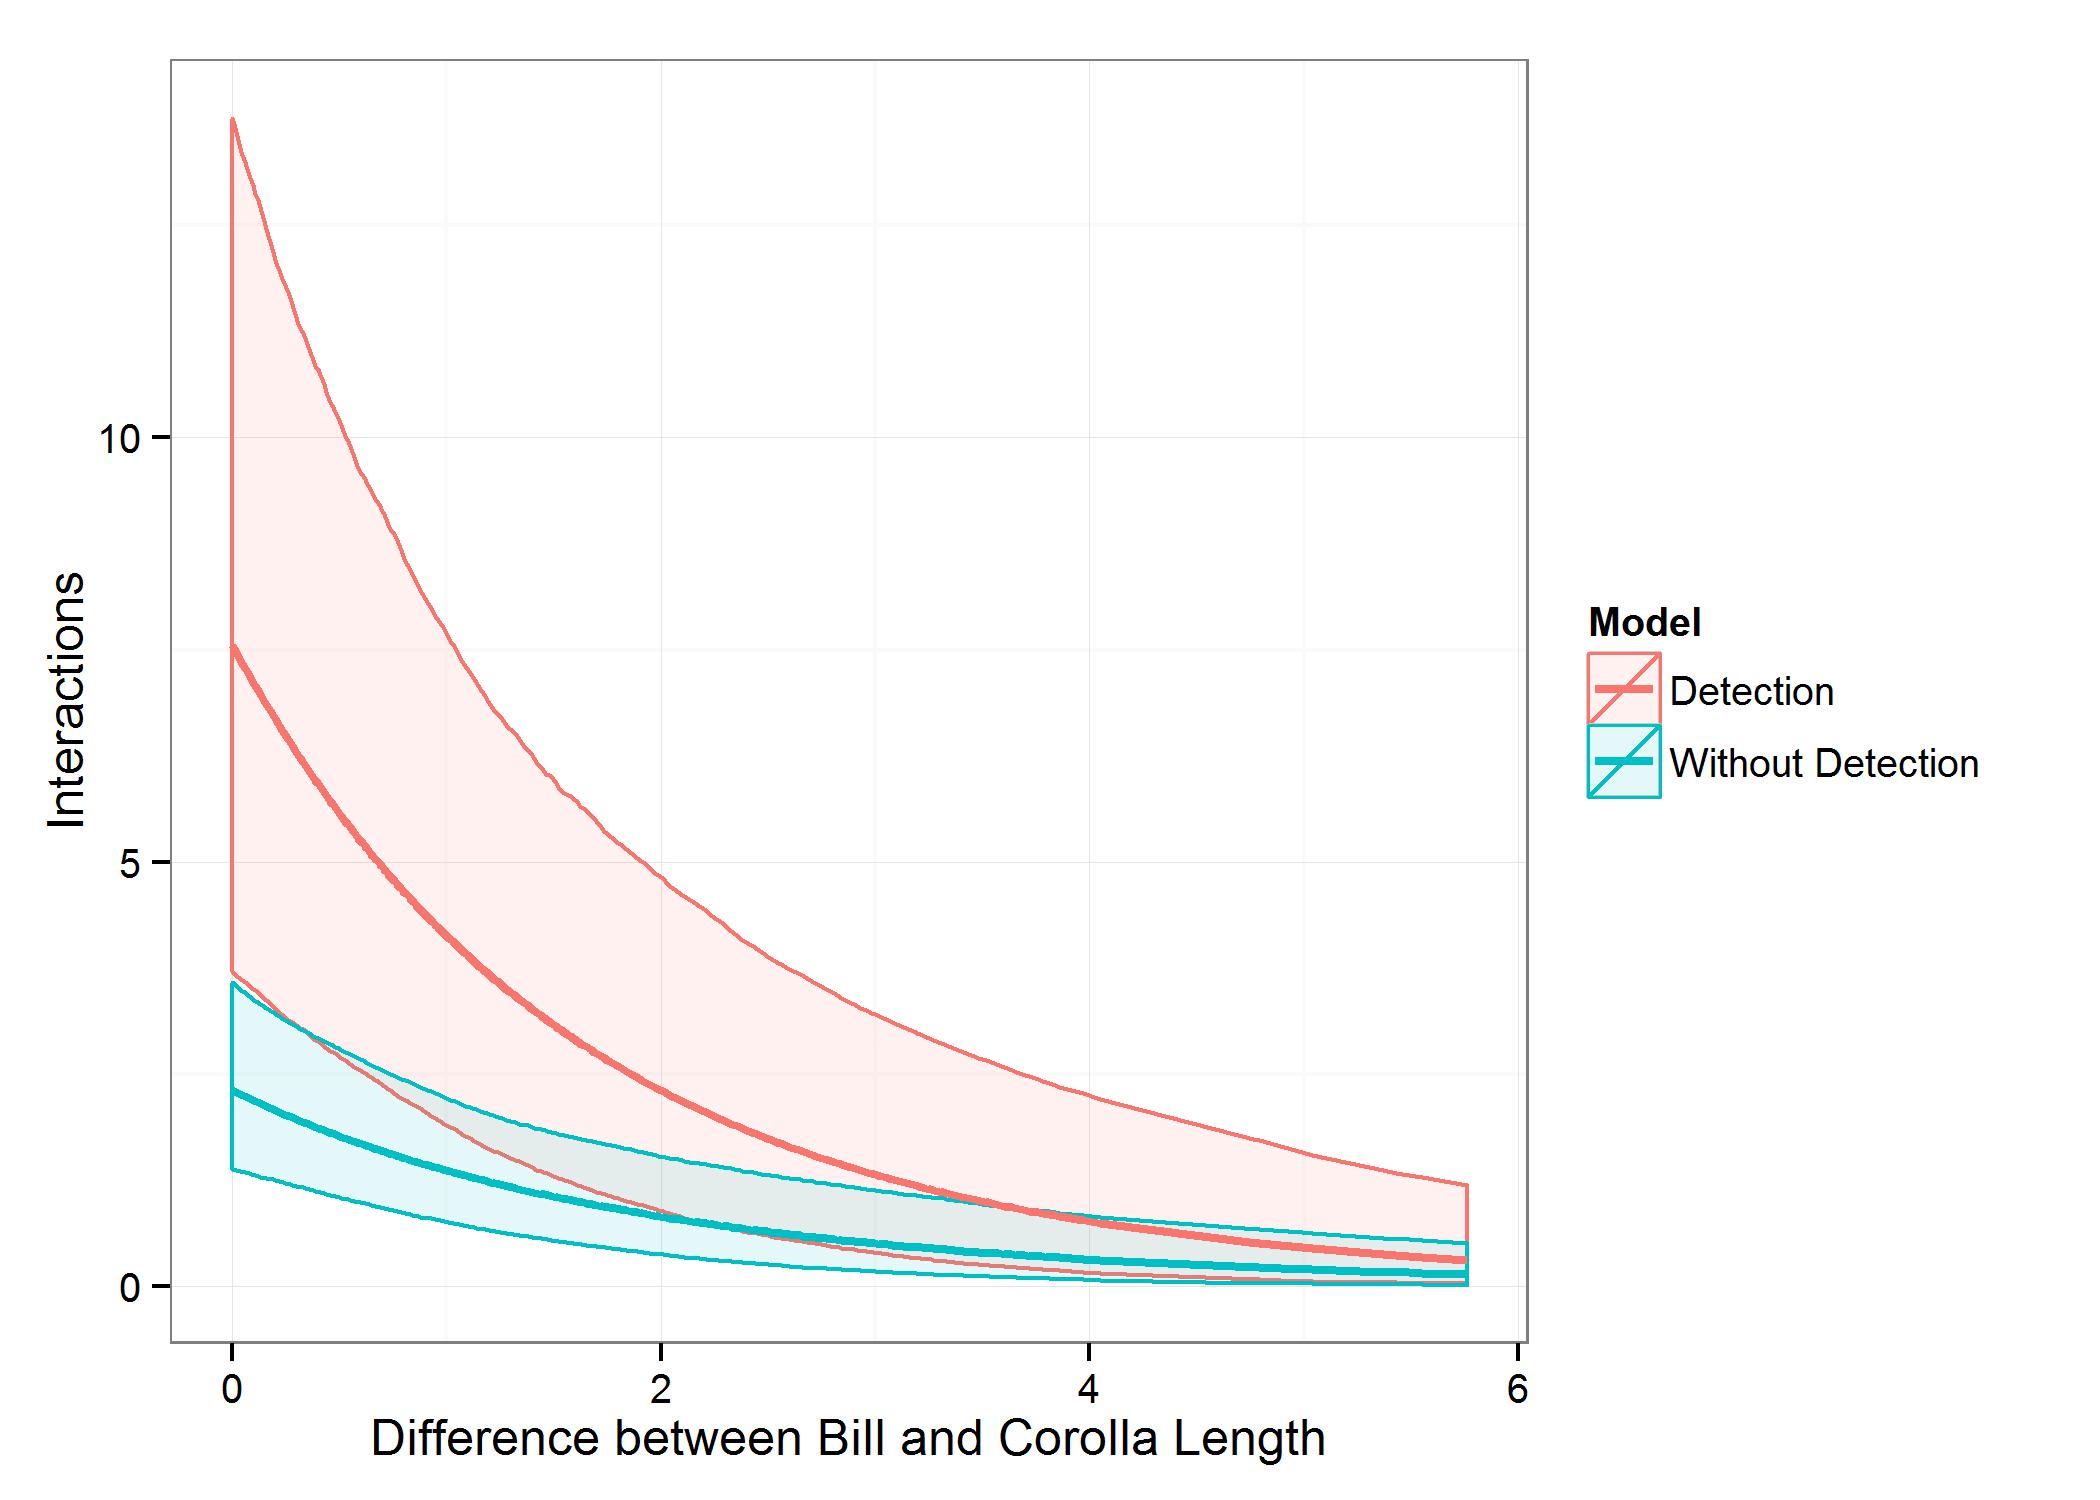 Interactions
10
5
0
0 2 4 6
Difference between Bill and Corolla Length
Model
Detection
Without Detection